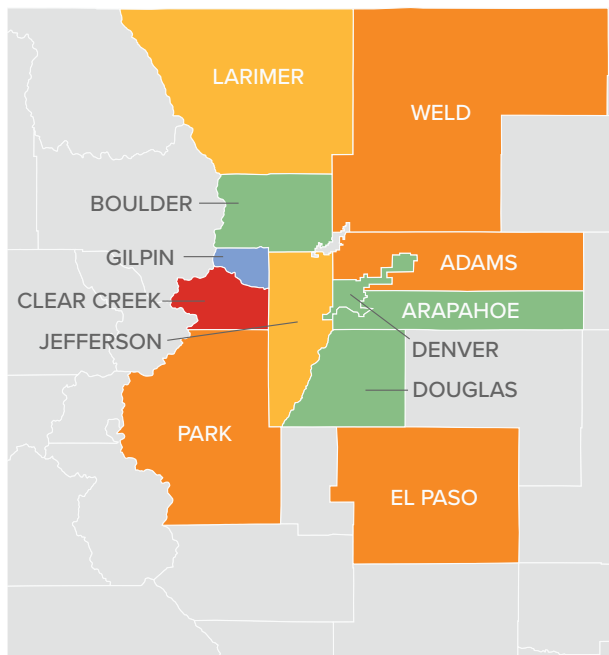 LARIMER
WELD
BOULDER
GILPIN
ADAMS
CLEAR CREEK
ARAPAHOE
JEFFERSON
DENVER
DOUGLAS
PARK
EL PASO